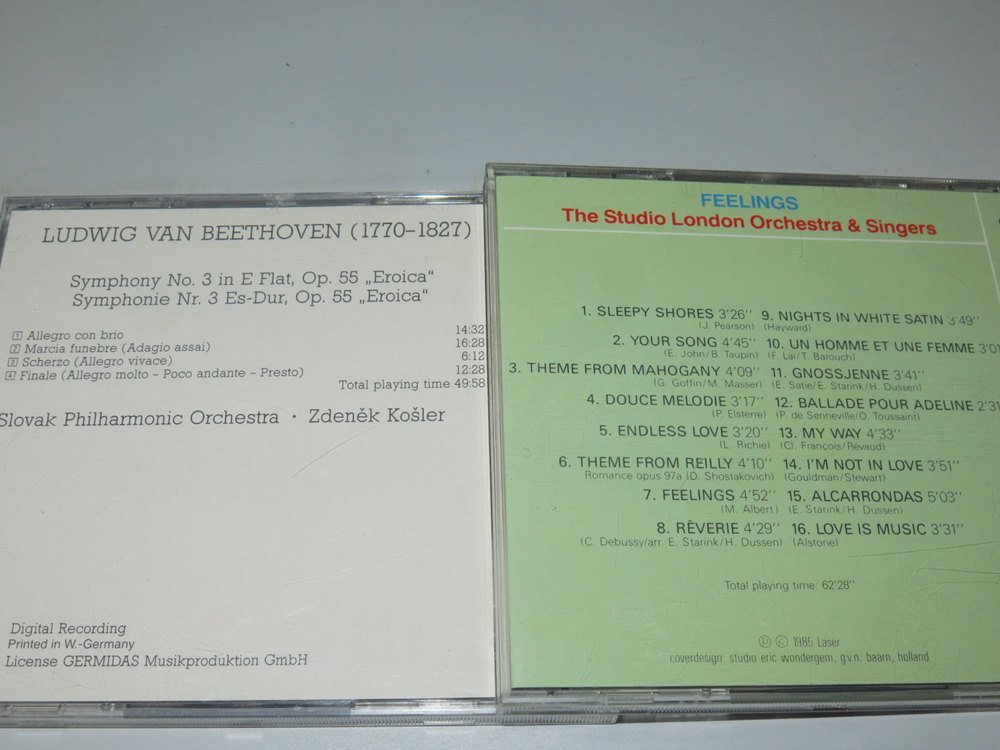 LUDWIG VAN BEETHOVEN (1770–1827)
Symphony No. 3 in E Flat, Op. 55 „Eroica“
Symphonie Nr. 3 Es-Dur, Op. 55 „Eroica“
1 Allegro con brio 14:32
2 Marcia funebre (Adagio assai) 16:28
3 Scherzo (Allegro vivace) 6:12
4 Finale (Allegro molto – Poco andante – Presto) 12:28
Total playing time 49:58
Slovak Philharmonic Orchestra · Zdeněk Košler
Digital Recording
Printed in W.-Germany
License GERMIDAS Musikproduktion GmbH
FEELINGS
The Studio London Orchestra & Singers
1. SLEEPY SHORES 3'26''
(J. Pearson)
2. YOUR SONG 4'45''
(E. John/B. Taupin)
3. THEME FROM MAHOGANY 4'09''
(G. Goffin/M. Masser)
4. DOUCE MELODIE 3'17''
(P. Elsterre)
5. ENDLESS LOVE 3'20''
(L. Richie)
6. THEME FROM REILLY 4'10''
Romance opus 97a (D. Shostakovich)
7. FEELINGS 4'52''
(M. Albert)
8. RÊVERIE 4'29''
(C. Debussy/arr. E. Starink/H. Dussen)
9. NIGHTS IN WHITE SATIN 3'49''
(Hayward)
10. UN HOMME ET UNE FEMME 3'01
(F. Lai/T. Barouch)
11. GNOSSJENNE 3'41''
(E. Satie/E. Starink/H. Dussen)
12. BALLADE POUR ADELINE 2'31
(P. de Senneville/O. Toussaint)
13. MY WAY 4'33''
(Cl. François/Révaud)
14. I'M NOT IN LOVE 3'51''
(Gouldman/Stewart)
15. ALCARRONDAS 5'03''
(E. Starink/H. Dussen)
16. LOVE IS MUSIC 3'31''
(Alstone)
Total playing time: 62'28''
℗ © 1985 Laser
coverdesign: studio eric wondergem, g.v.n. baarn, holland